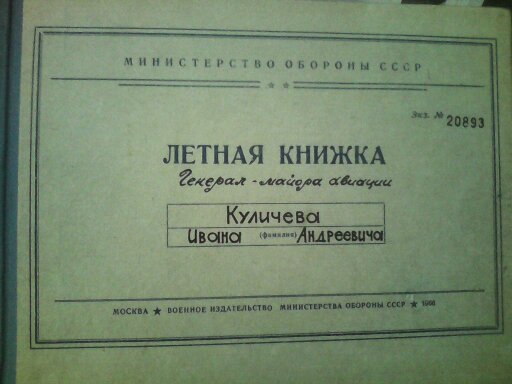 МИНИСТЕРСТВО ОБОРОНЫ СССР
Экз. № 20893
ЛЕТНАЯ КНИЖКА
Генерал-майора авиации
Куличева
Ивана (фамилия) Андреевича
МОСКВА ★ ВОЕННОЕ ИЗДАТЕЛЬСТВО МИНИСТЕРСТВА ОБОРОНЫ СССР ★ 1966